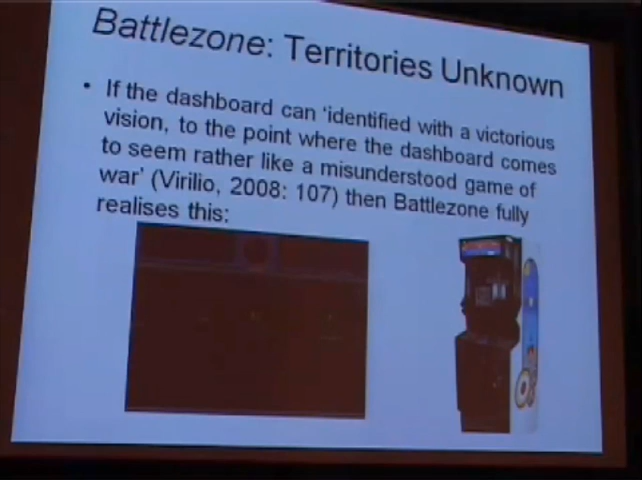 Battlezone: Territories Unknown
• If the dashboard can ‘identified with a victorious
vision, to the point where the dashboard comes
to seem rather like a misunderstood game of
war’ (Virilio, 2008: 107) then Battlezone fully
realises this: